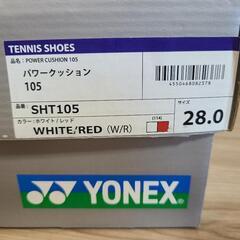 TENNIS SHOES
品名：POWER CUSHION 105
パワークッション
105
4550468082578
品番： SHT105
カラー：ホワイト / レッド
(114)
WHITE/RED (W/R)
サイズ
28.0
YONEX